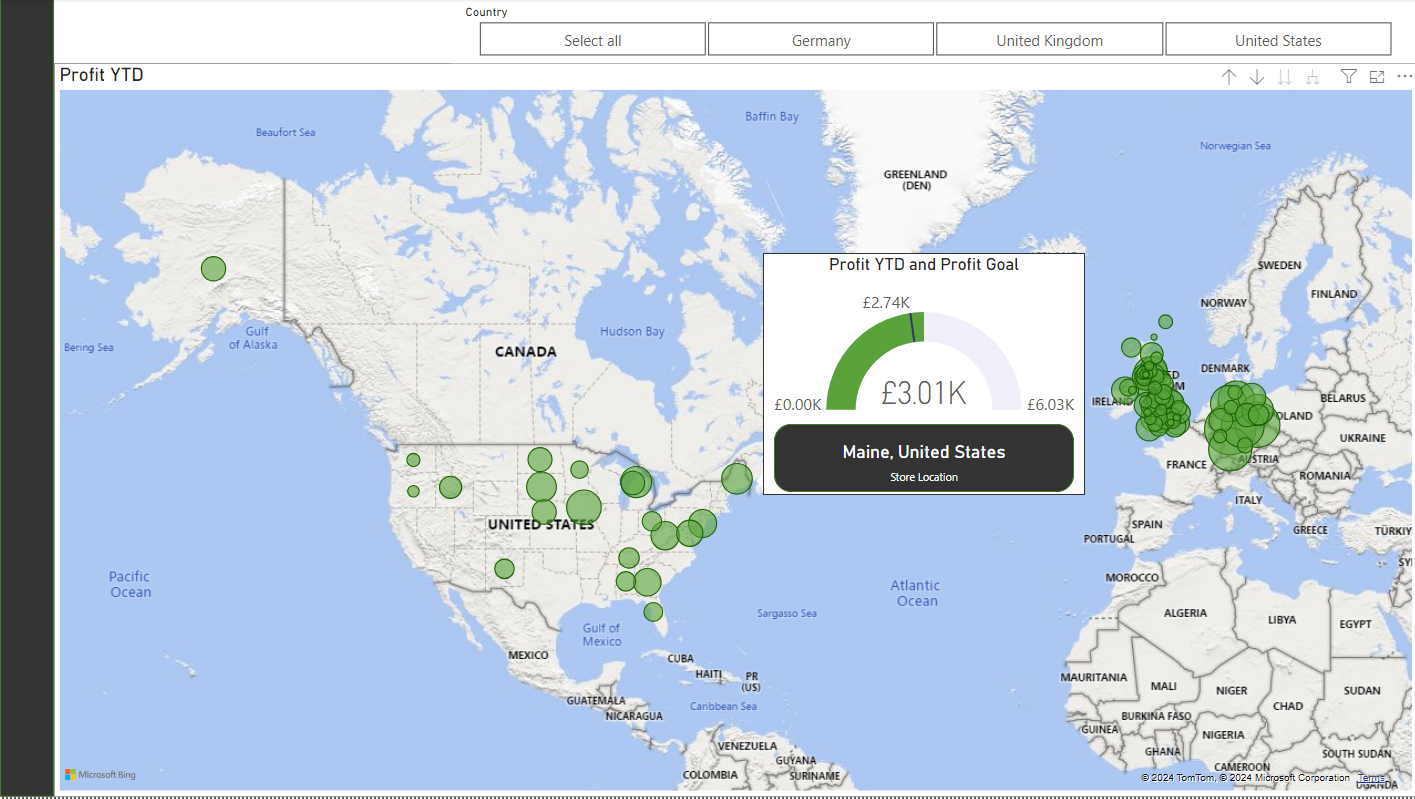 Country
Select all
Germany
United Kingdom
United States
Profit YTD
Beaufort Sea
Baffin Bay
Norwegian Sea
GREENLAND
(DEN)
Profit YTD and Profit Goal
£2.74K
£3.01K
£0.00K
£6.03K
Maine, United States
Store Location
SWEDEN
FINLAND
NORWAY
Gulf
of Alaska
Bering Sea
Hudson Bay
CANADA
DENMARK
IRELAND
BELARUS
OLAND
UKRAINE
FRANCE
AUSTRIA
ROMANIA
ITALY
UNITED STATES
SPAIN
GREECE
TÜRKIY
PORTUGAL
Pacific
Ocean
Atlantic
Ocean
MOROCCO
Sargasso Sea
ALGERIA
LIBYA
EGYPT
Gulf of
Mexico
MEXICO
CUBA
HAITI
PR
(US)
MAURITANIA
MALI
NIGER
SUDAN
GUATEMALA
Caribbean Sea
NICARAGUA
CHAD
BURKINA FASO
GUINEA
NIGERIA
VENEZUELA
GHANA
SOUTH SUDAN
GUYANA
CAMEROON
COLOMBIA
SURINAME
Microsoft Bing
© 2024 TomTom, © 2024 Microsoft Corporation Terms
UGANDA